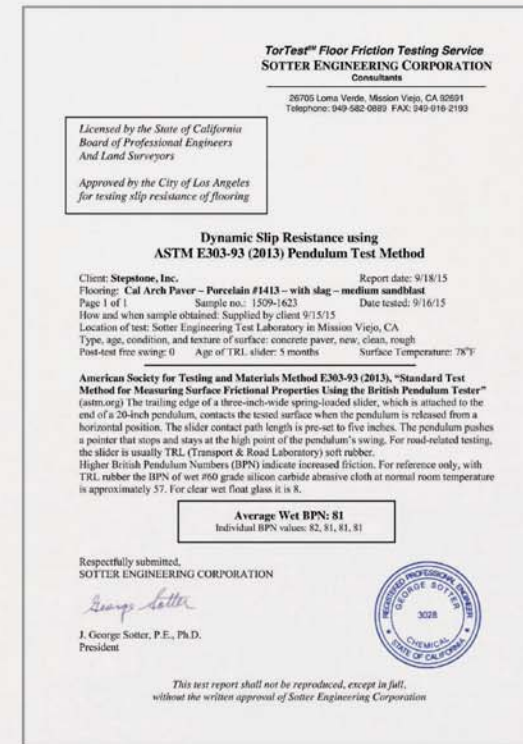 TorTest℠ Floor Friction Testing Service
SOTTER ENGINEERING CORPORATION
Consultants
26705 Loma Verde, Mission Viejo, CA 92691
Telephone: 949-582-0889 FAX: 949-916-2193
Licensed by the State of California
Board of Professional Engineers
And Land Surveyors
Approved by the City of Los Angeles
for testing slip resistance of flooring
Dynamic Slip Resistance using
ASTM E303-93 (2013) Pendulum Test Method
Client: Stepstone, Inc. Report date: 9/18/15
Flooring: Cal Arch Paver – Porcelain #1413 – with slag – medium sandblast
Page 1 of 1 Sample no.: 1509-1623 Date tested: 9/16/15
How and when sample obtained: Supplied by client 9/15/15
Location of test: Sotter Engineering Test Laboratory in Mission Viejo, CA
Type, age, condition, and texture of surface: concrete paver, new, clean, rough
Post-test free swing: 0 Age of TRL slider: 5 months Surface Temperature: 78°F
American Society for Testing and Materials Method E303-93 (2013), "Standard Test
Method for Measuring Surface Frictional Properties Using the British Pendulum Tester"
(astm.org) The trailing edge of a three-inch-wide spring-loaded slider, which is attached to the
end of a 20-inch pendulum, contacts the tested surface when the pendulum is released from a
horizontal position. The slider contact path length is pre-set to five inches. The pendulum pushes
a pointer that stops and stays at the high point of the pendulum's swing. For road-related testing,
the slider is usually TRL (Transport & Road Laboratory) soft rubber.
Higher British Pendulum Numbers (BPN) indicate increased friction. For reference only, with
TRL rubber the BPN of wet #60 grade silicon carbide abrasive cloth at normal room temperature
is approximately 57. For clear wet float glass it is 8.
Average Wet BPN: 81
Individual BPN values: 82, 81, 81, 81
Respectfully submitted,
SOTTER ENGINEERING CORPORATION
George Sotter
J. George Sotter, P.E., Ph.D.
President
REGISTERED PROFESSIONAL ENGINEER
GEORGE SOTTER
3028
CHEMICAL
STATE OF CALIFORNIA
This test report shall not be reproduced, except in full,
without the written approval of Sotter Engineering Corporation